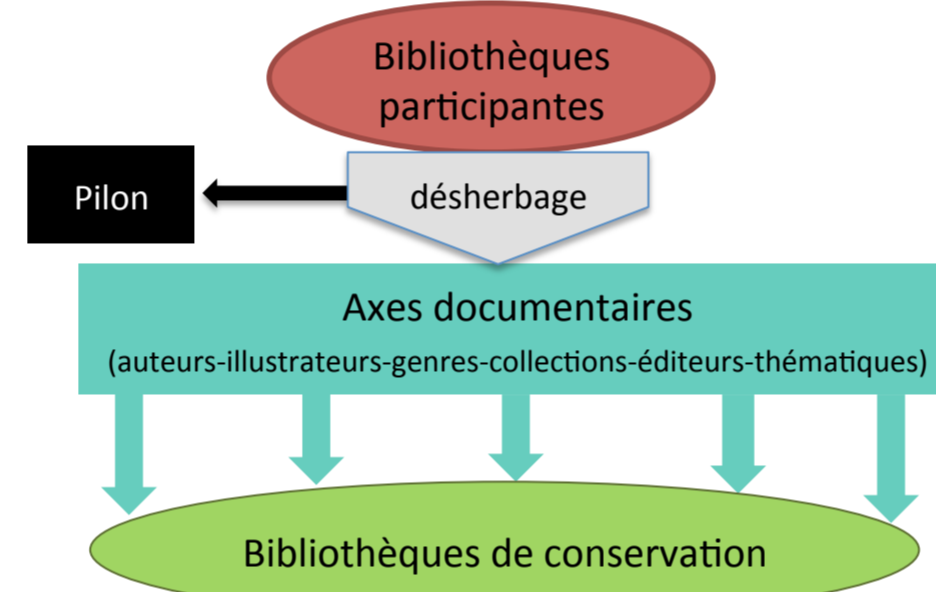 Bibliothèques
participantes
Pilon
désherbage
Axes documentaires
(auteurs-illustrateurs-genres-collections-éditeurs-thématiques)
Bibliothèques de conservation